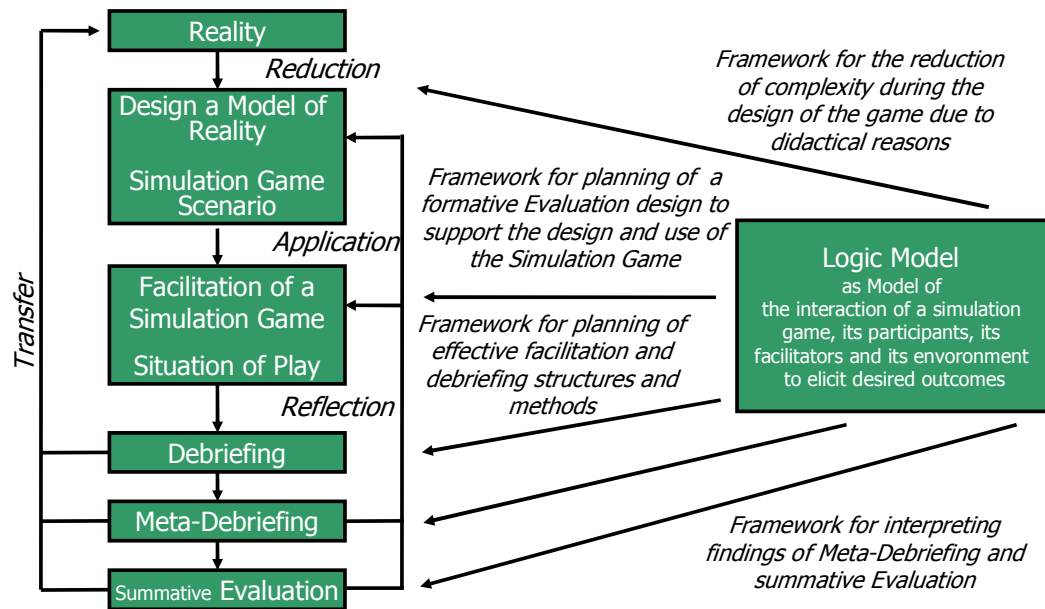 Reality
Reduction
Design a Model of
Reality
Simulation Game
Scenario
Application
Facilitation of a
Simulation Game
Situation of Play
Reflection
Debriefing
Meta-Debriefing
Summative Evaluation
Transfer
Framework for the reduction
of complexity during the
design of the game due to
didactical reasons
Framework for planning of a
formative Evaluation design to
support the design and use of
the Simulation Game
Framework for planning of
effective facilitation and
debriefing structures and
methods
Logic Model
as Model of
the interaction of a simulation
game, its participants, its
facilitators and its envoronment
to elicit desired outcomes
Framework for interpreting
findings of Meta-Debriefing and
summative Evaluation